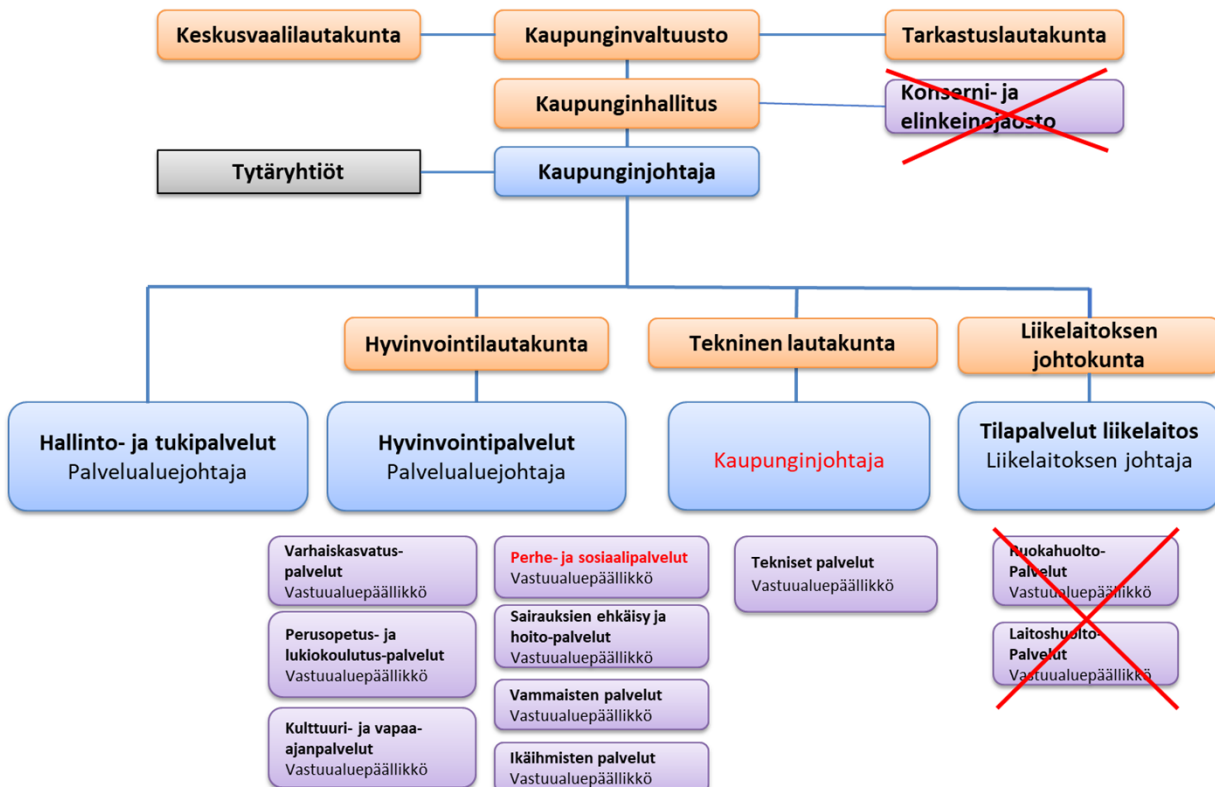 Keskusvaalilautakunta
Kaupunginvaltuusto
Tarkastuslautakunta
Kaupunginhallitus
Konserni- ja
elinkeinojaosto
Tytäryhtiöt
Kaupunginjohtaja
Hyvinvointilautakunta
Tekninen lautakunta
Liikelaitoksen
johtokunta
Hallinto- ja tukipalvelut
Palvelualuejohtaja
Hyvinvointipalvelut
Palvelualuejohtaja
Kaupunginjohtaja
Tilapalvelut liikelaitos
Liikelaitoksen johtaja
Varhaiskasvatus-
palvelut
Vastuualuepäällikkö
Perusopetus- ja
lukiokoulutus-palvelut
Vastuualuepäällikkö
Kulttuuri- ja vapaa-
ajanpalvelut
Vastuualuepäällikkö
Perhe- ja sosiaalipalvelut
Vastuualuepäällikkö
Sairauksien ehkäisy ja
hoito-palvelut
Vastuualuepäällikkö
Vammaisten palvelut
Vastuualuepäällikkö
Ikäihmisten palvelut
Vastuualuepäällikkö
Tekniset palvelut
Vastuualuepäällikkö
Ruokahuolto-
Palvelut
Vastuualuepäällikkö
Laitoshuolto-
Palvelut
Vastuualuepäällikkö